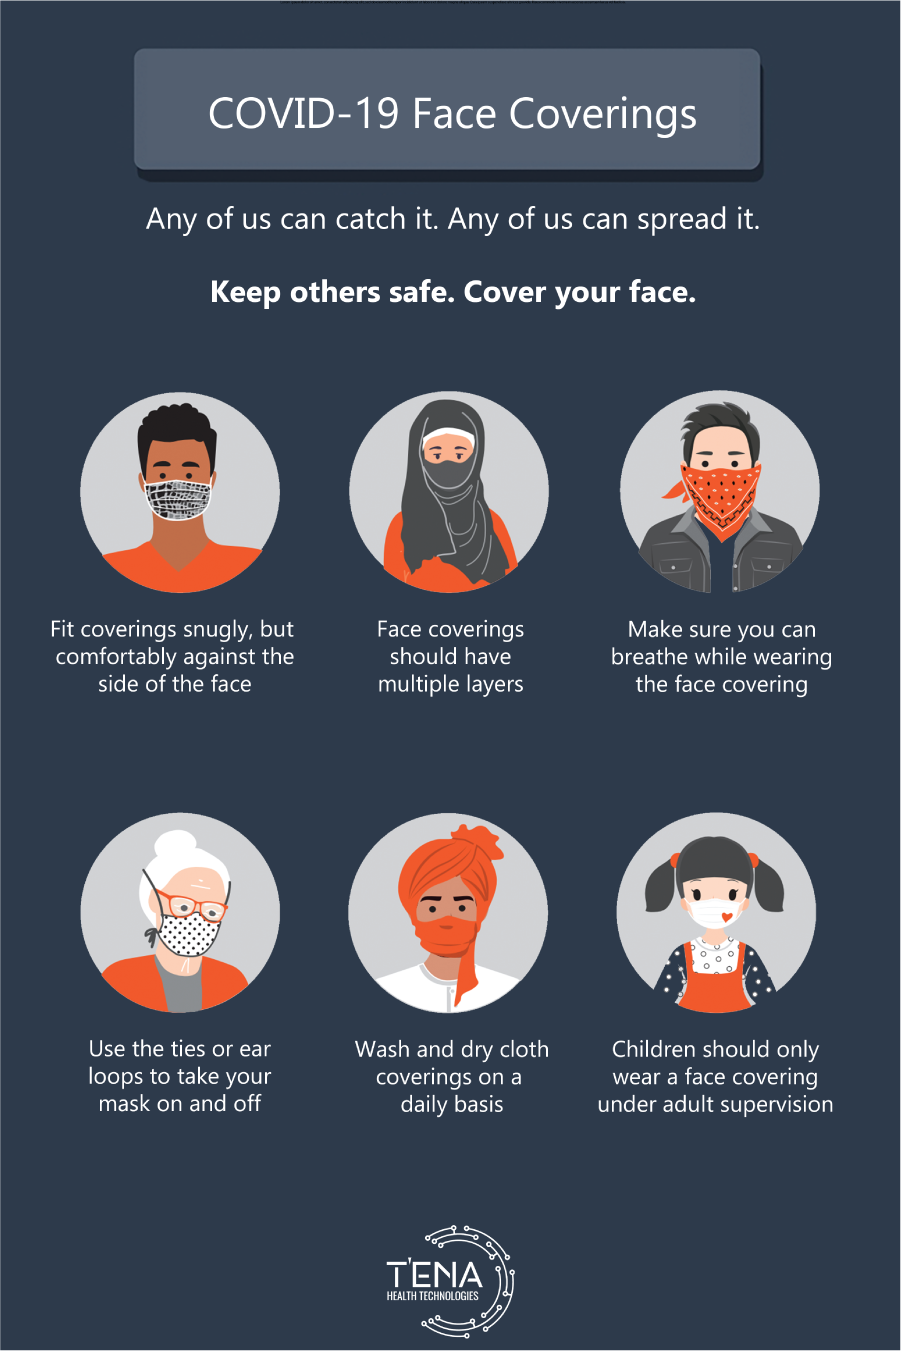 COVID-19 Face Coverings
Any of us can catch it. Any of us can spread it.
Keep others safe. Cover your face.
Fit coverings snugly, but
comfortably against the
side of the face
Face coverings
should have
multiple layers
Make sure you can
breathe while wearing
the face covering
Use the ties or ear
loops to take your
mask on and off
Wash and dry cloth
coverings on a
daily basis
Children should only
wear a face covering
under adult supervision
T'ENA
HEALTH TECHNOLOGIES